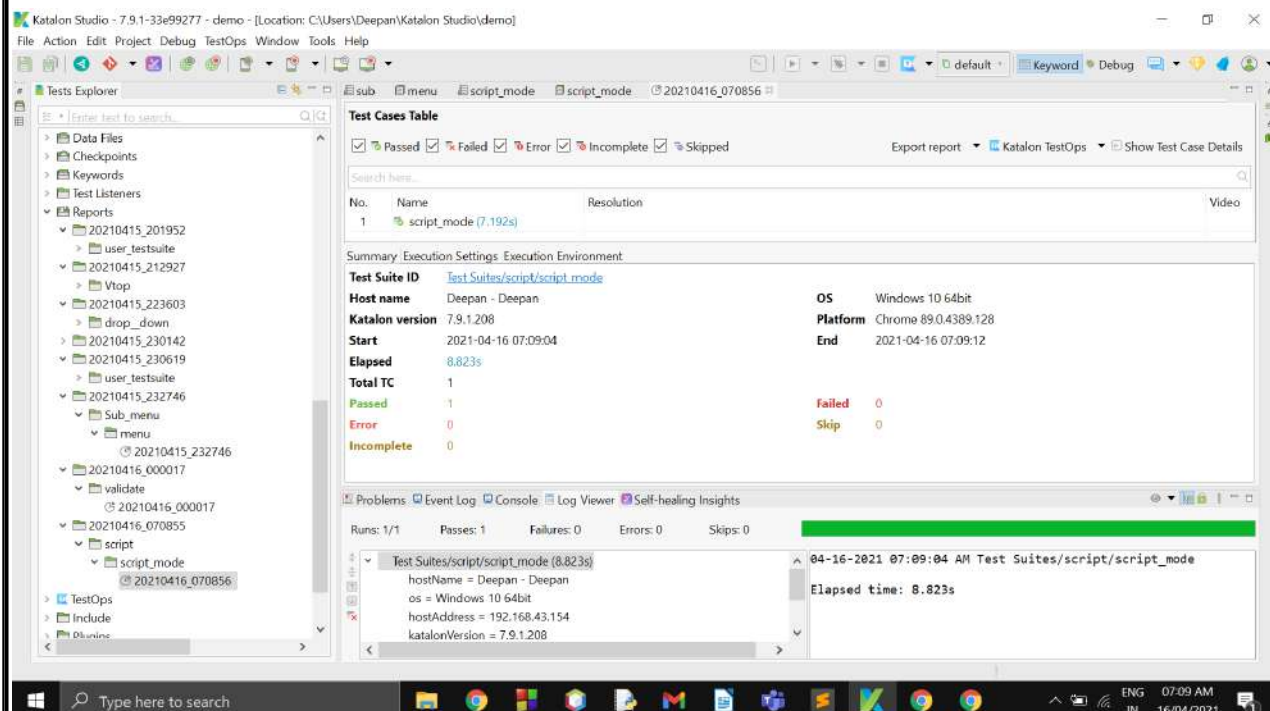 Katalon Studio - 7.9.1-33e99277 - demo - [Location: C:\Users\Deepan\Katalon Studio\demo]
File Action Edit Project Debug TestOps Window Tools Help
default Keyword Debug
Tests Explorer
Enter text to search...
Data Files
Checkpoints
Keywords
Test Listeners
Reports
20210415_201952
user_testsuite
20210415_212927
Vtop
20210415_223603
drop__down
20210415_230142
20210415_230619
user_testsuite
20210415_232746
Sub_menu
menu
20210415_232746
20210416_000017
validate
20210416_000017
20210416_070855
script
script_mode
20210416_070856
TestOps
Include
Plugins
sub menu script_mode script_mode 20210416_070856
Test Cases Table
Passed Failed Error Incomplete Skipped Export report Katalon TestOps Show Test Case Details
Search here...
No. Name Resolution Video
1 script_mode (7.192s)
Summary Execution Settings Execution Environment
Test Suite ID Test Suites/script/script_mode
Host name Deepan - Deepan OS Windows 10 64bit
Katalon version 7.9.1.208 Platform Chrome 89.0.4389.128
Start 2021-04-16 07:09:04 End 2021-04-16 07:09:12
Elapsed 8.823s
Total TC 1
Passed 1 Failed 0
Error 0 Skip 0
Incomplete 0
Problems Event Log Console Log Viewer Self-healing Insights
Runs: 1/1 Passes: 1 Failures: 0 Errors: 0 Skips: 0
Test Suites/script/script_mode (8.823s)
hostName = Deepan - Deepan
os = Windows 10 64bit
hostAddress = 192.168.43.154
katalonVersion = 7.9.1.208
04-16-2021 07:09:04 AM Test Suites/script/script_mode
Elapsed time: 8.823s
Type here to search
ENG 07:09 AM
IN 16/04/2021